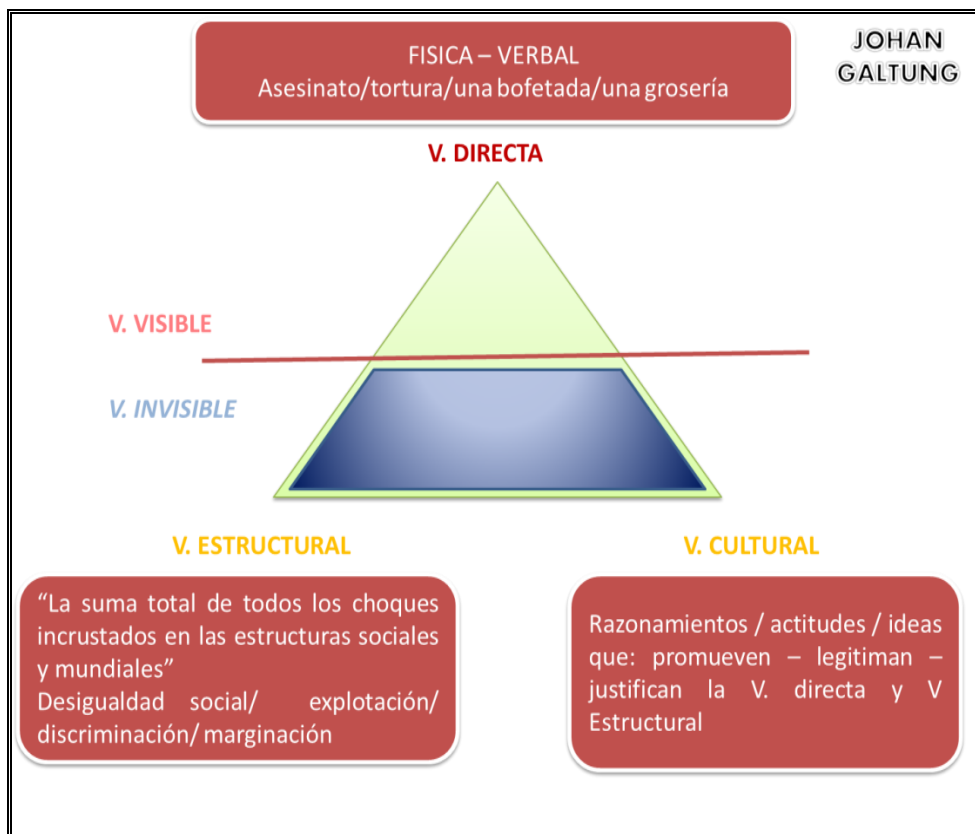 FISICA – VERBAL
Asesinato/tortura/una bofetada/una grosería
JOHAN
GALTUNG
V. DIRECTA
V. VISIBLE
V. INVISIBLE
V. ESTRUCTURAL
“La suma total de todos los choques
incrustados en las estructuras sociales
y mundiales”
Desigualdad social/ explotación/
discriminación/ marginación
V. CULTURAL
Razonamientos / actitudes / ideas
que: promueven – legitiman –
justifican la V. directa y V
Estructural